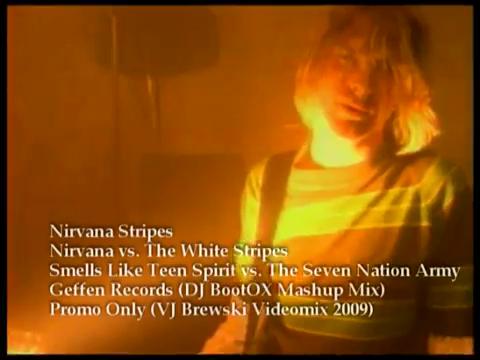 Nirvana Stripes
Nirvana vs. The White Stripes
Smells Like Teen Spirit vs. The Seven Nation Army
Geffen Records (DJ BootOX Mashup Mix)
Promo Only (VJ Brewski Videomix 2009)